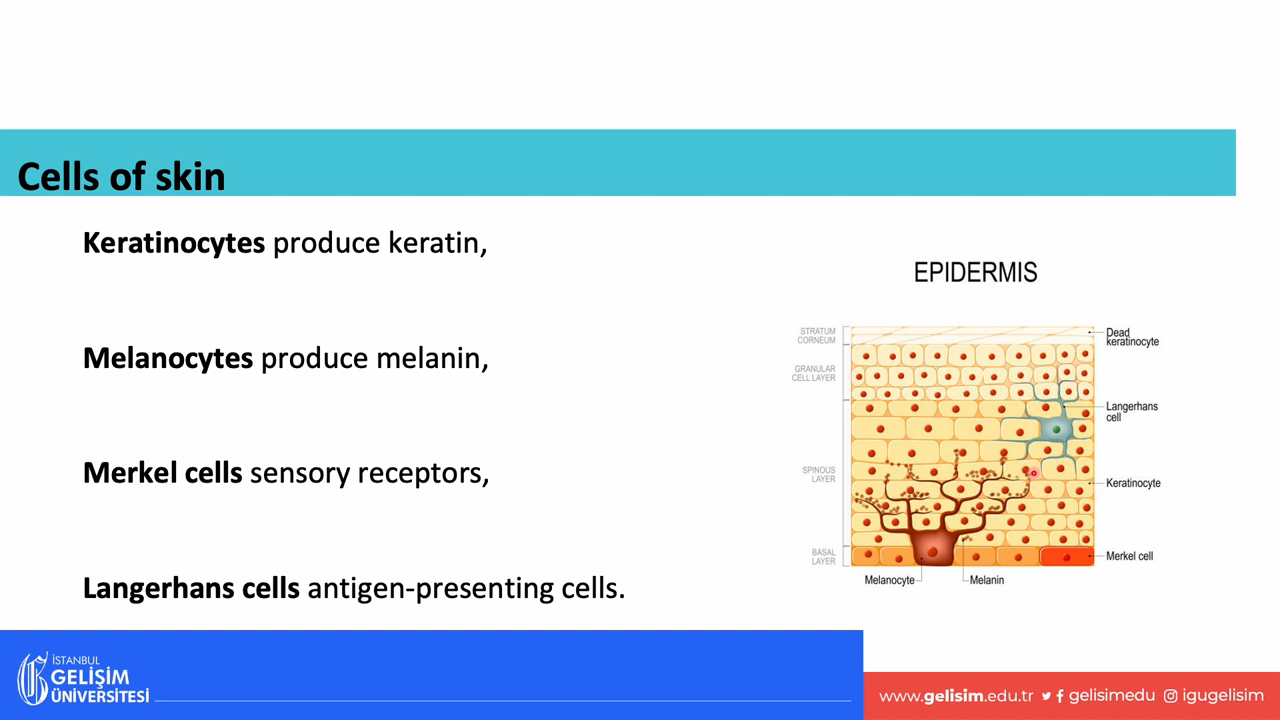 Cells of skin
Keratinocytes produce keratin,
Melanocytes produce melanin,
Merkel cells sensory receptors,
Langerhans cells antigen-presenting cells.
EPIDERMIS
STRATUM
CORNEUM
GRANULAR
CELL LAYER
SPINOUS
LAYER
BASAL
LAYER
Dead
keratinocyte
Langerhans
cell
Keratinocyte
Merkel cell
Melanocyte
Melanin
İSTANBUL
GELİŞİM
ÜNİVERSİTESİ
www.gelisim.edu.tr gelisimedu igugelisim